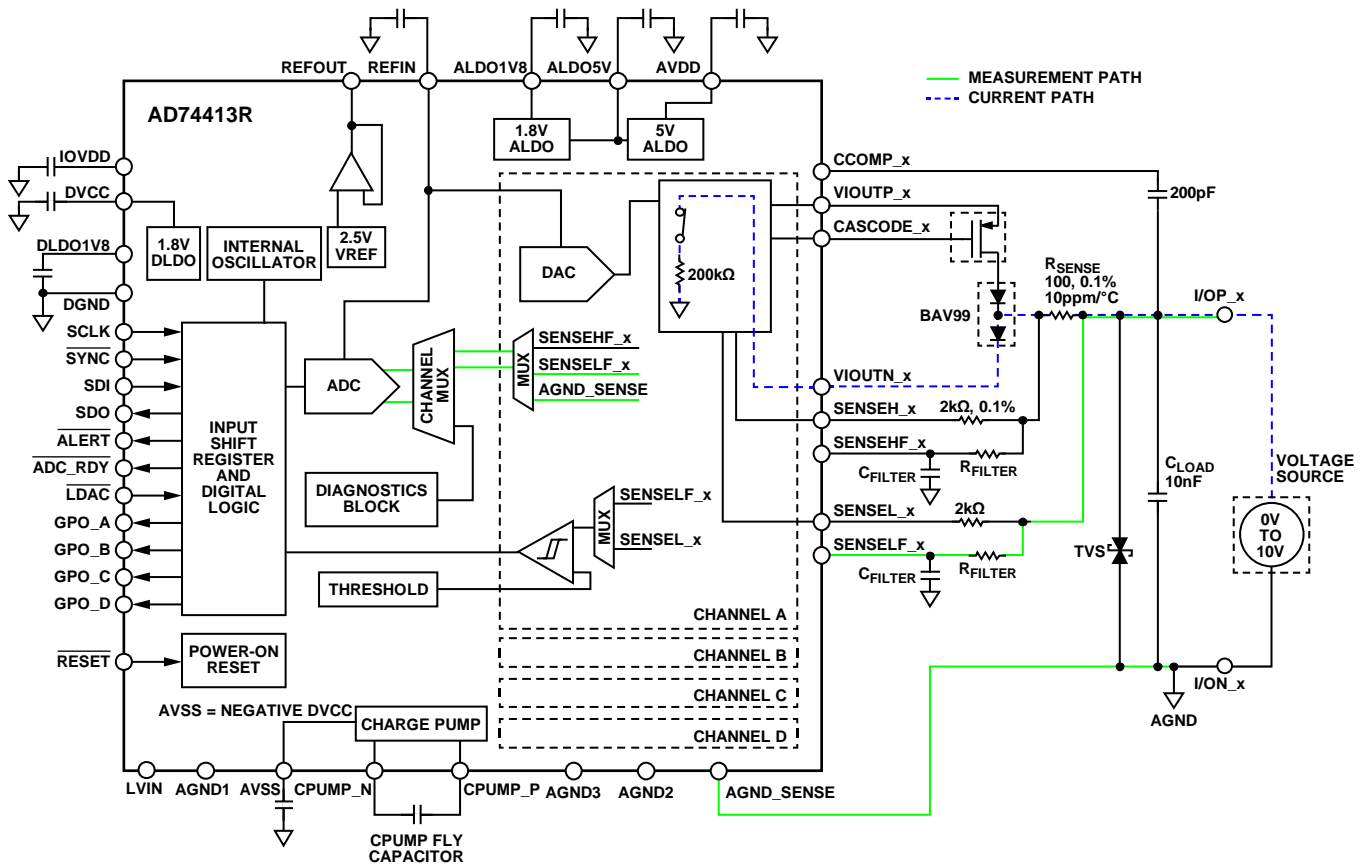 REFOUT
REFIN
ALDO1V8
ALDO5V
AVDD
MEASUREMENT PATH
CURRENT PATH
AD74413R
1.8V
ALDO
5V
ALDO
IOVDD
DVCC
DLDO1V8
DGND
SCLK
SYNC
SDI
SDO
ALERT
ADC_RDY
LDAC
GPO_A
GPO_B
GPO_C
GPO_D
RESET
1.8V
DLDO
INTERNAL
OSCILLATOR
2.5V
VREF
INPUT
SHIFT
REGISTER
AND
DIGITAL
LOGIC
POWER-ON
RESET
ADC
CHANNEL
MUX
MUX
SENSEHF_x
SENSELF_x
AGND_SENSE
DAC
200kΩ
DIAGNOSTICS
BLOCK
THRESHOLD
MUX
SENSELF_x
SENSEL_x
CHANNEL A
CHANNEL B
CHANNEL C
CHANNEL D
CCOMP_x
VIOUTP_x
CASCODE_x
VIOUTN_x
SENSEH_x
SENSEHF_x
SENSEL_x
SENSELF_x
200pF
RSENSE
100, 0.1%
10ppm/°C
I/OP_x
BAV99
2kΩ, 0.1%
CFILTER
RFILTER
2kΩ
CFILTER
RFILTER
TVS
CLOAD
10nF
VOLTAGE
SOURCE
0V
TO
10V
I/ON_x
AGND
AVSS = NEGATIVE DVCC
CHARGE PUMP
LVIN
AGND1
AVSS
CPUMP_N
CPUMP_P
AGND3
AGND2
AGND_SENSE
CPUMP FLY
CAPACITOR